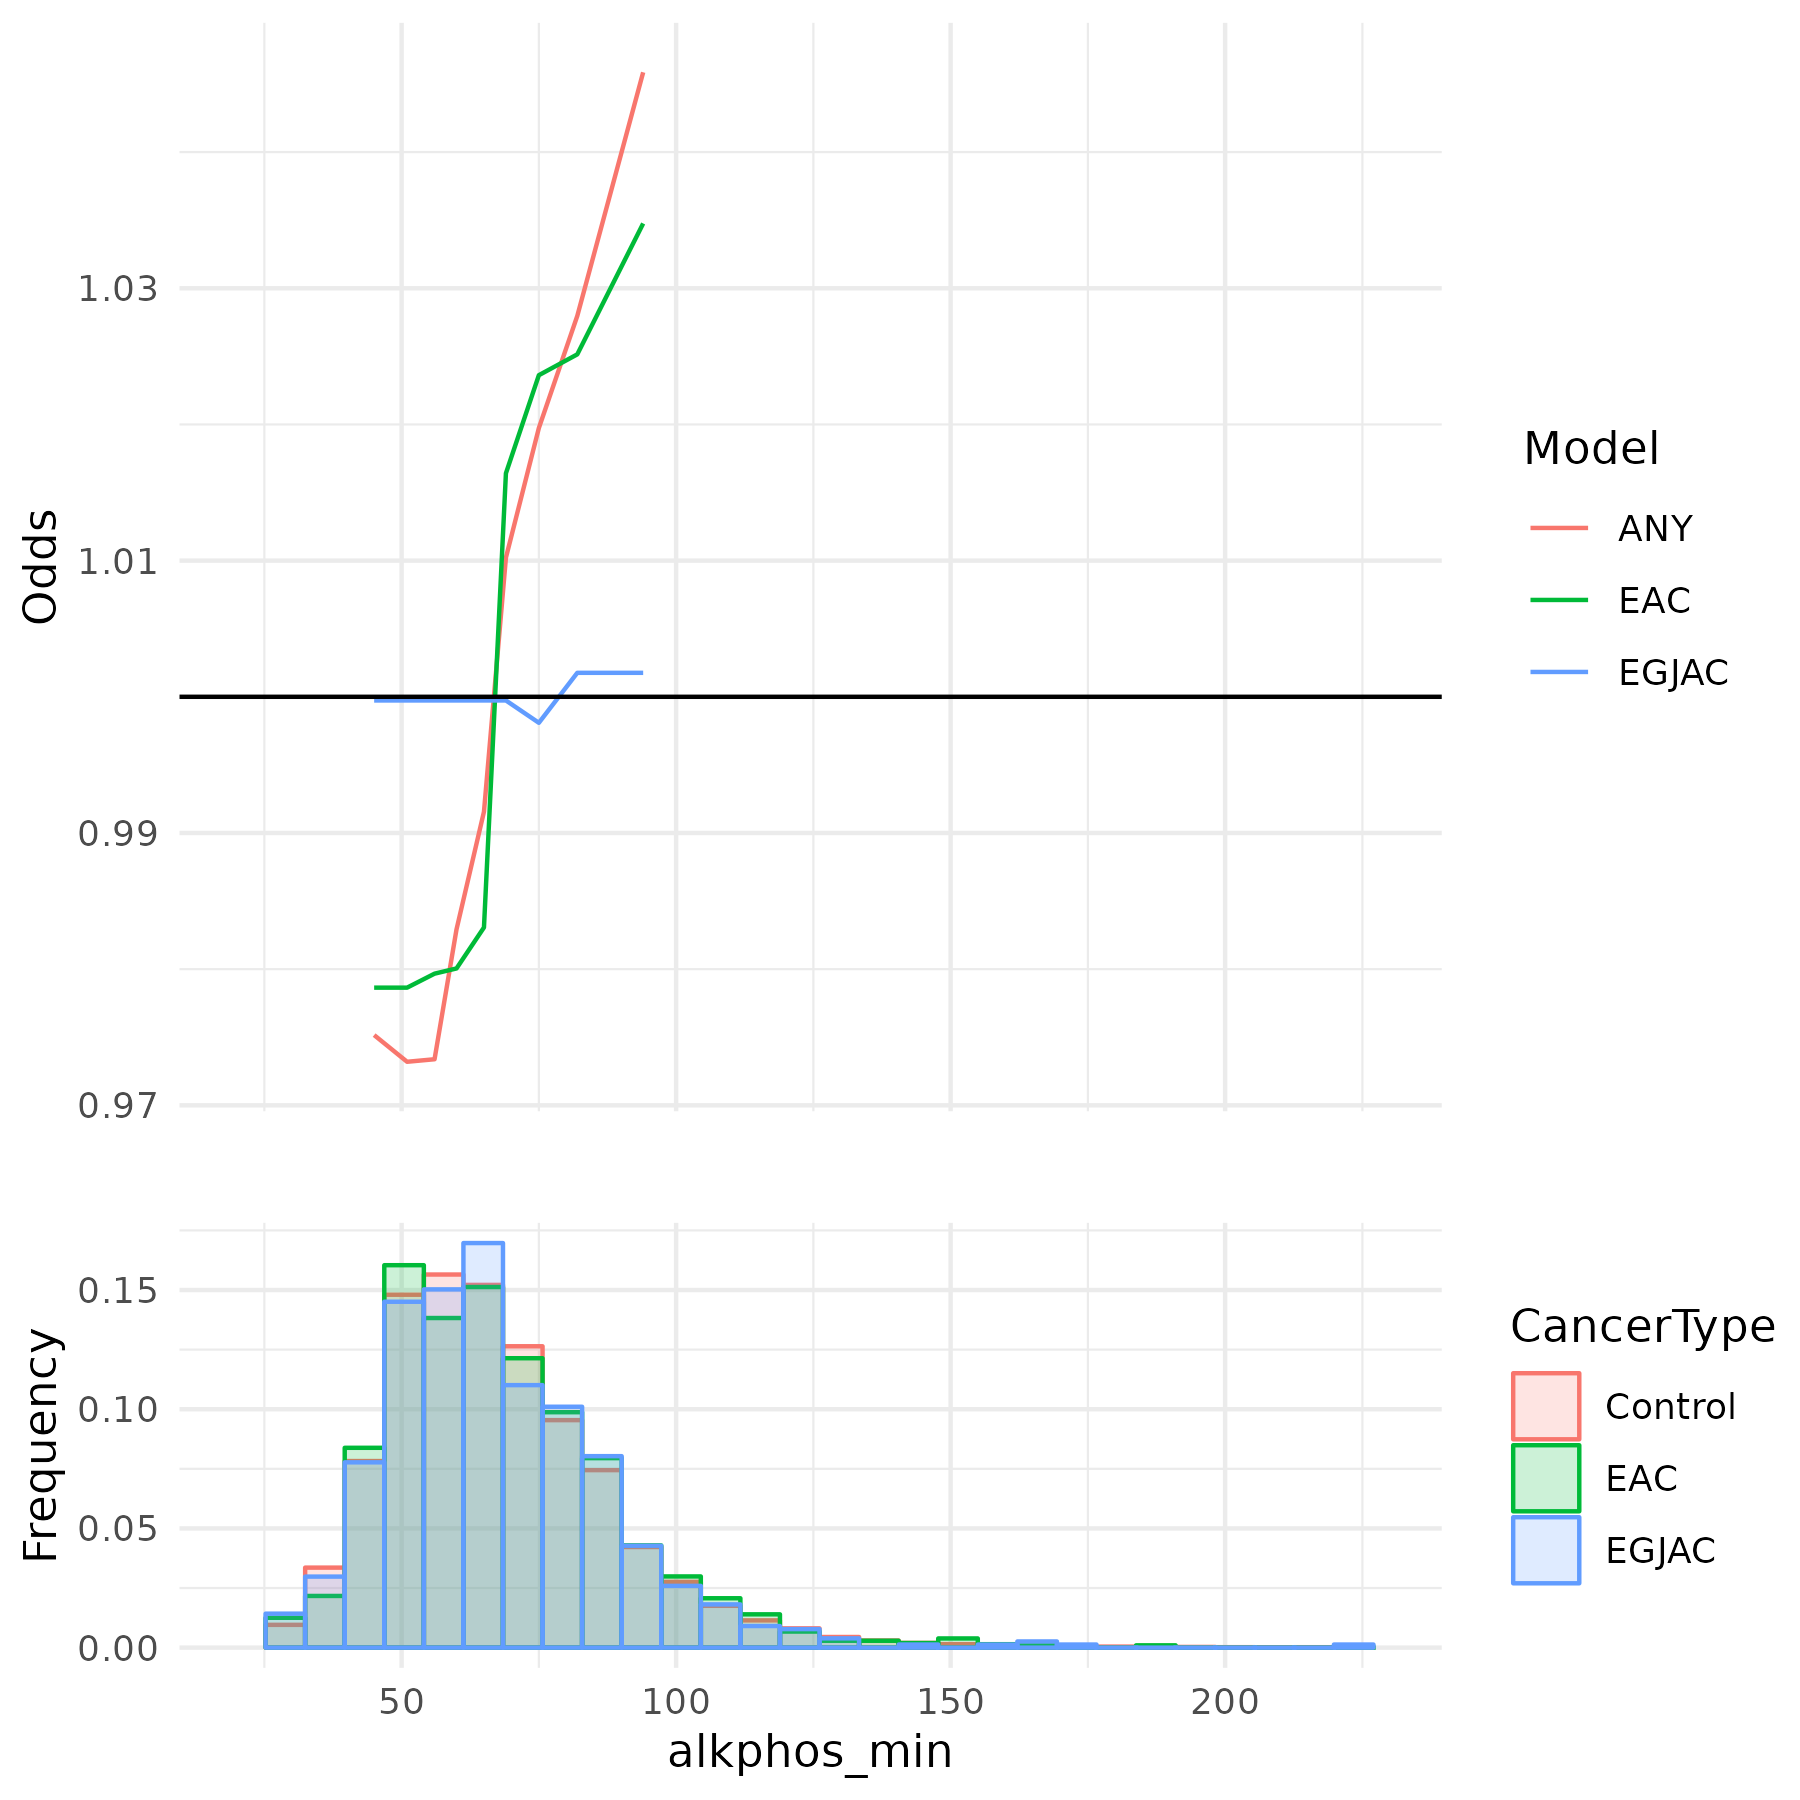 1.03
1.01
0.99
0.97
Odds
Model
ANY
EAC
EGJAC
0.15
0.10
0.05
0.00
Frequency
50 100 150 200
alkphos_min
CancerType
Control
EAC
EGJAC